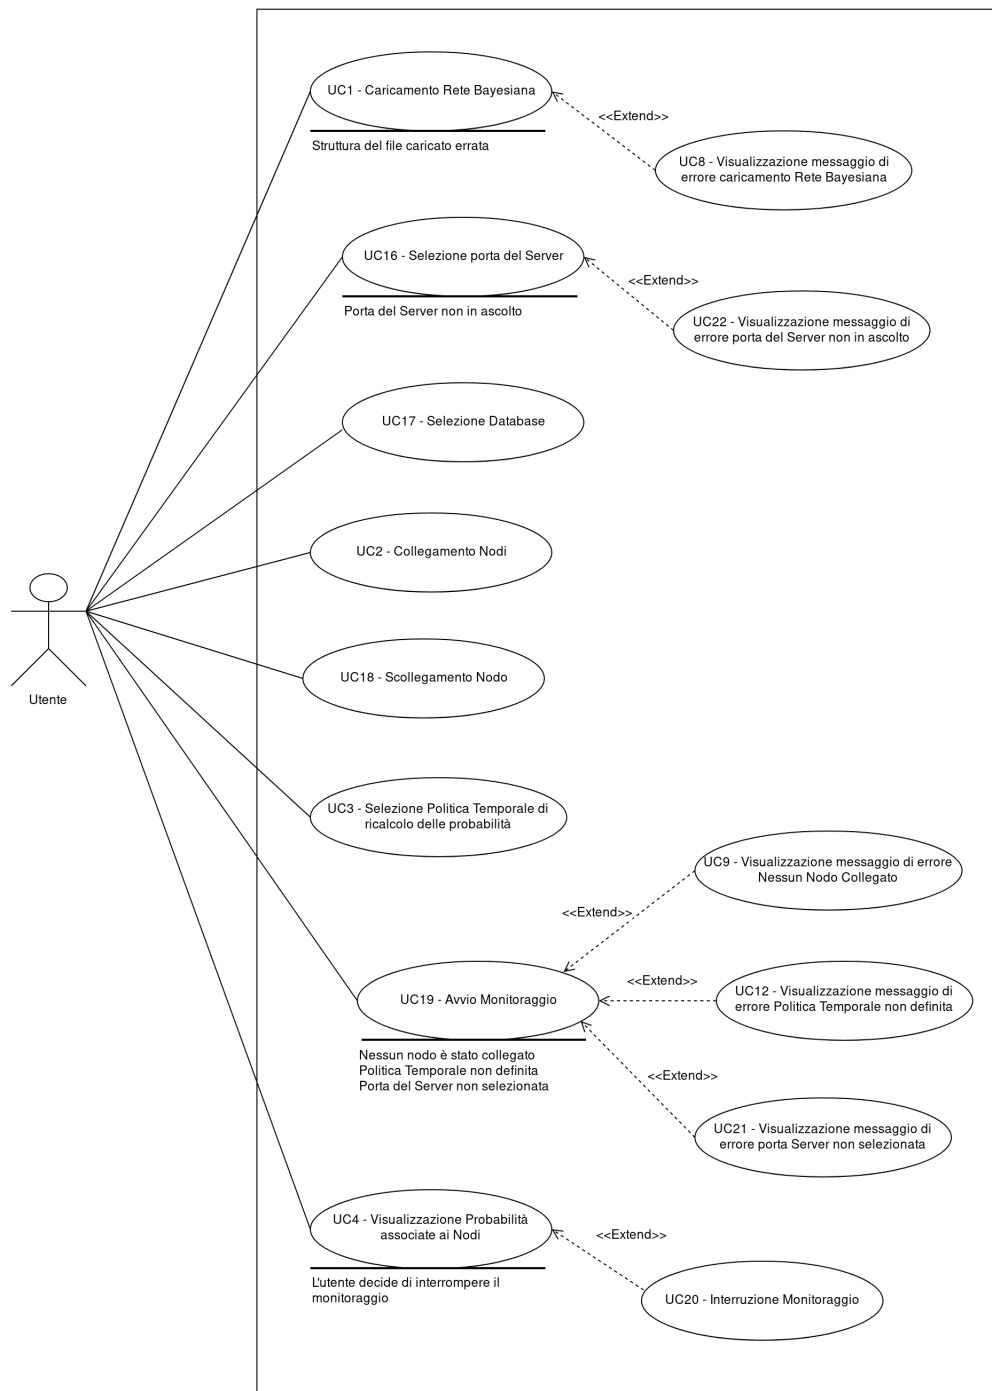 UC1 - Caricamento Rete Bayesiana
<<Extend>>
Struttura del file caricato errata
UC8 - Visualizzazione messaggio di
errore caricamento Rete Bayesiana
UC16 - Selezione porta del Server
<<Extend>>
Porta del Server non in ascolto
UC22 - Visualizzazione messaggio di
errore porta del Server non in ascolto
UC17 - Selezione Database
UC2 - Collegamento Nodi
UC18 - Scollegamento Nodo
Utente
UC3 - Selezione Politica Temporale di
ricalcolo delle probabilità
UC9 - Visualizzazione messaggio di errore
Nessun Nodo Collegato
<<Extend>>
UC19 - Avvio Monitoraggio
<<Extend>>
UC12 - Visualizzazione messaggio di
errore Politica Temporale non definita
Nessun nodo è stato collegato
Politica Temporale non definita
Porta del Server non selezionata
<<Extend>>
UC21 - Visualizzazione messaggio di
errore porta Server non selezionata
UC4 - Visualizzazione Probabilità
associate ai Nodi
<<Extend>>
L'utente decide di interrompere il
monitoraggio
UC20 - Interruzione Monitoraggio